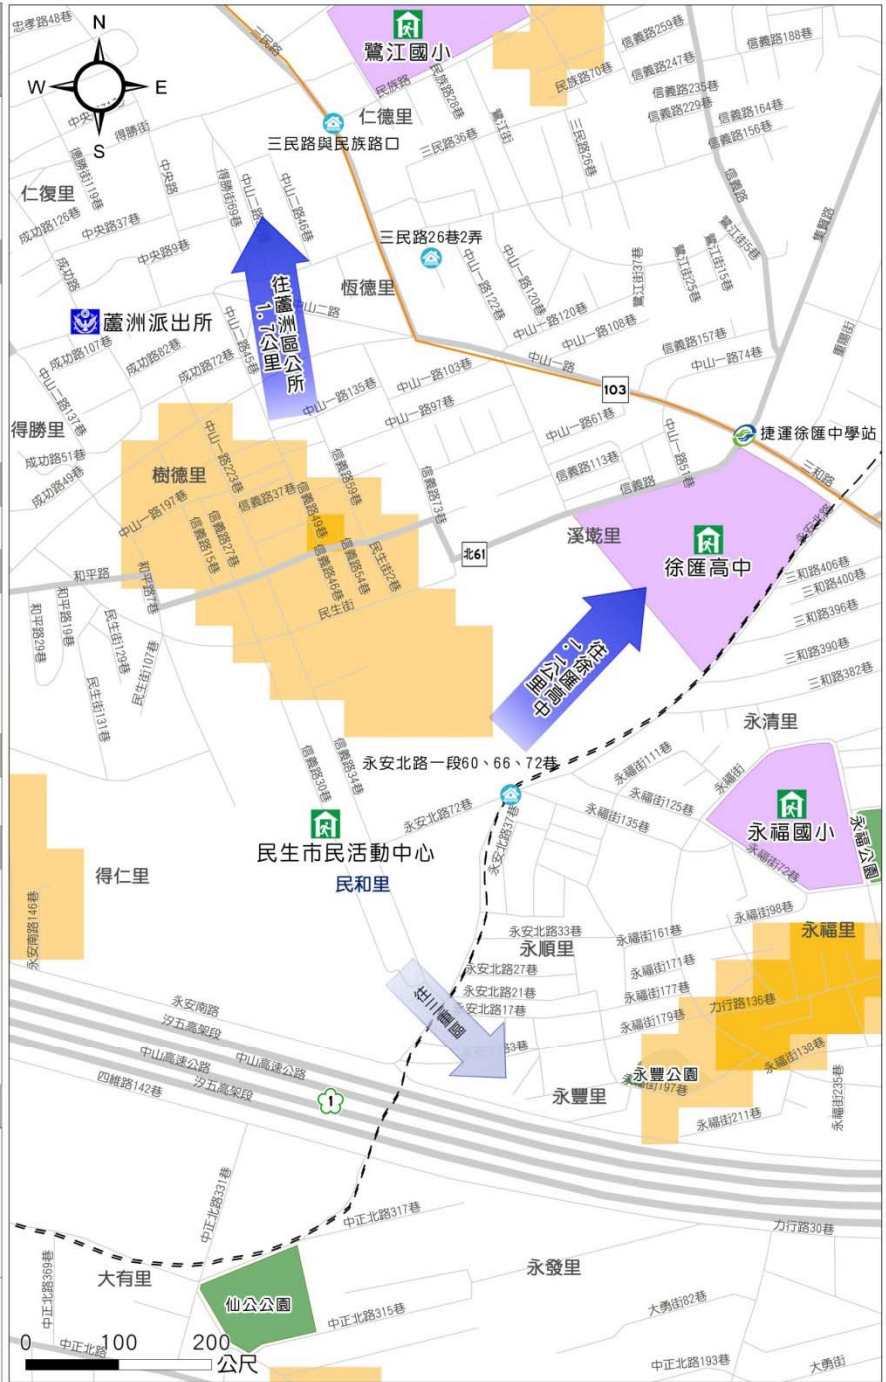 忠孝路48巷
N
三民路
鷺江國小
信義路259巷
信義路188巷
信義路247巷
民族路70巷
信義路235巷
W
E
民族路
民族路28巷
信義路229巷
信義路164巷
信義路156巷
得勝街
仁德里
鷺江街
三民路與民族路口
三民路36巷
三民路26巷
S
德勝街119巷
中央路
得勝街69巷
中山二路46巷
信義路
集賢路
仁復里
成功路126巷
中央路37巷
中央路9巷
三民路26巷2弄
鷺江街5巷
鷺江街15巷
鷺江街25巷
鷺江街37巷
成功路
恆德里
中山一路122巷
中山一路120巷
往蘆洲區公所
1.7公里
中山二路
中山一路120巷
中山一路108巷
重陽街
蘆洲派出所
中山二路45巷
信義路157巷
成功路107巷
成功路82巷
成功路72巷
中山一路
中山一路74巷
中山二路137巷
中山一路135巷
中山一路103巷
103
中山一路97巷
得勝里
中山一路61巷
捷運徐匯中學站
成功路51巷
成功路49巷
樹德里
中山一路223巷
信義路59巷
信義路73巷
信義路113巷
中山一路51巷
三和路
信義路
中山一路197巷
信義路37巷
信義路49巷
永安北路
信義路27巷
信義路15巷
溪墘里
徐匯高中
北61
信義路54巷
信義路46巷
民生街2巷
和平路
和平路7巷
民生街
三和路406巷
三和路400巷
三和路396巷
和平路19巷
和平路29巷
民生街129巷
民生街107巷
民生街131巷
往徐匯高中
1.1公里
三和路390巷
三和路382巷
永清里
信義路30巷
信義路34巷
永安北路一段60、66、72巷
永福街111巷
永福街
永福街125巷
永安北路72巷
永福街135巷
永安北路37巷
民生市民活動中心
永福國小
永福公園
永福街72巷
得仁里
民和里
永安南路146巷
永福街98巷
永安北路33巷
永福街161巷
永順里
永福里
永安北路27巷
永福街171巷
永安北路21巷
永福街177巷
永安北路17巷
力行路136巷
往三重區
永安南路
汐五高架段
中山高速公路
中山高速公路
四維路142巷
汐五高架段
1
永福街179巷
永福街138巷
永豐公園
永福街197巷
永豐里
永福街211巷
永福街235巷
中正北路331巷
中正北路317巷
力行路30巷
中正北路369巷
大有里
永發里
仙公公園
中正北路315巷
大勇街82巷
0 100 200
公尺
中正北路
中正北路193巷
大勇街